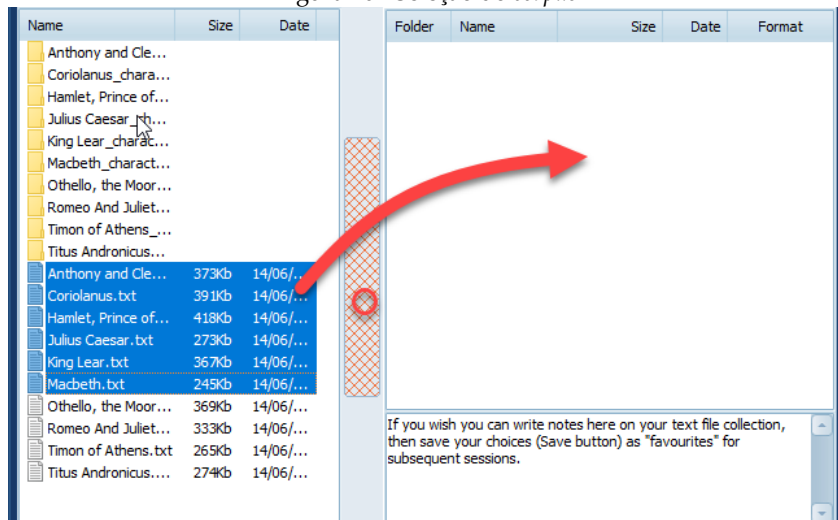 Name Size Date
Anthony and Cle...
Coriolanus_chara...
Hamlet, Prince of...
Julius Caesar_ch...
King Lear_charac...
Macbeth_charact...
Othello, the Moor...
Romeo And Juliet...
Timon of Athens_...
Titus Andronicus...
Anthony and Cle... 373Kb 14/06/...
Coriolanus.txt 391Kb 14/06/...
Hamlet, Prince of... 418Kb 14/06/...
Julius Caesar.txt 273Kb 14/06/...
King Lear.txt 367Kb 14/06/...
Macbeth.txt 245Kb 14/06/...
Othello, the Moor... 369Kb 14/06/...
Romeo And Juliet... 333Kb 14/06/...
Timon of Athens.txt 265Kb 14/06/...
Titus Andronicus.... 274Kb 14/06/...
Folder Name Size Date Format
If you wish you can write notes here on your text file collection,
then save your choices (Save button) as "favourites" for
subsequent sessions.